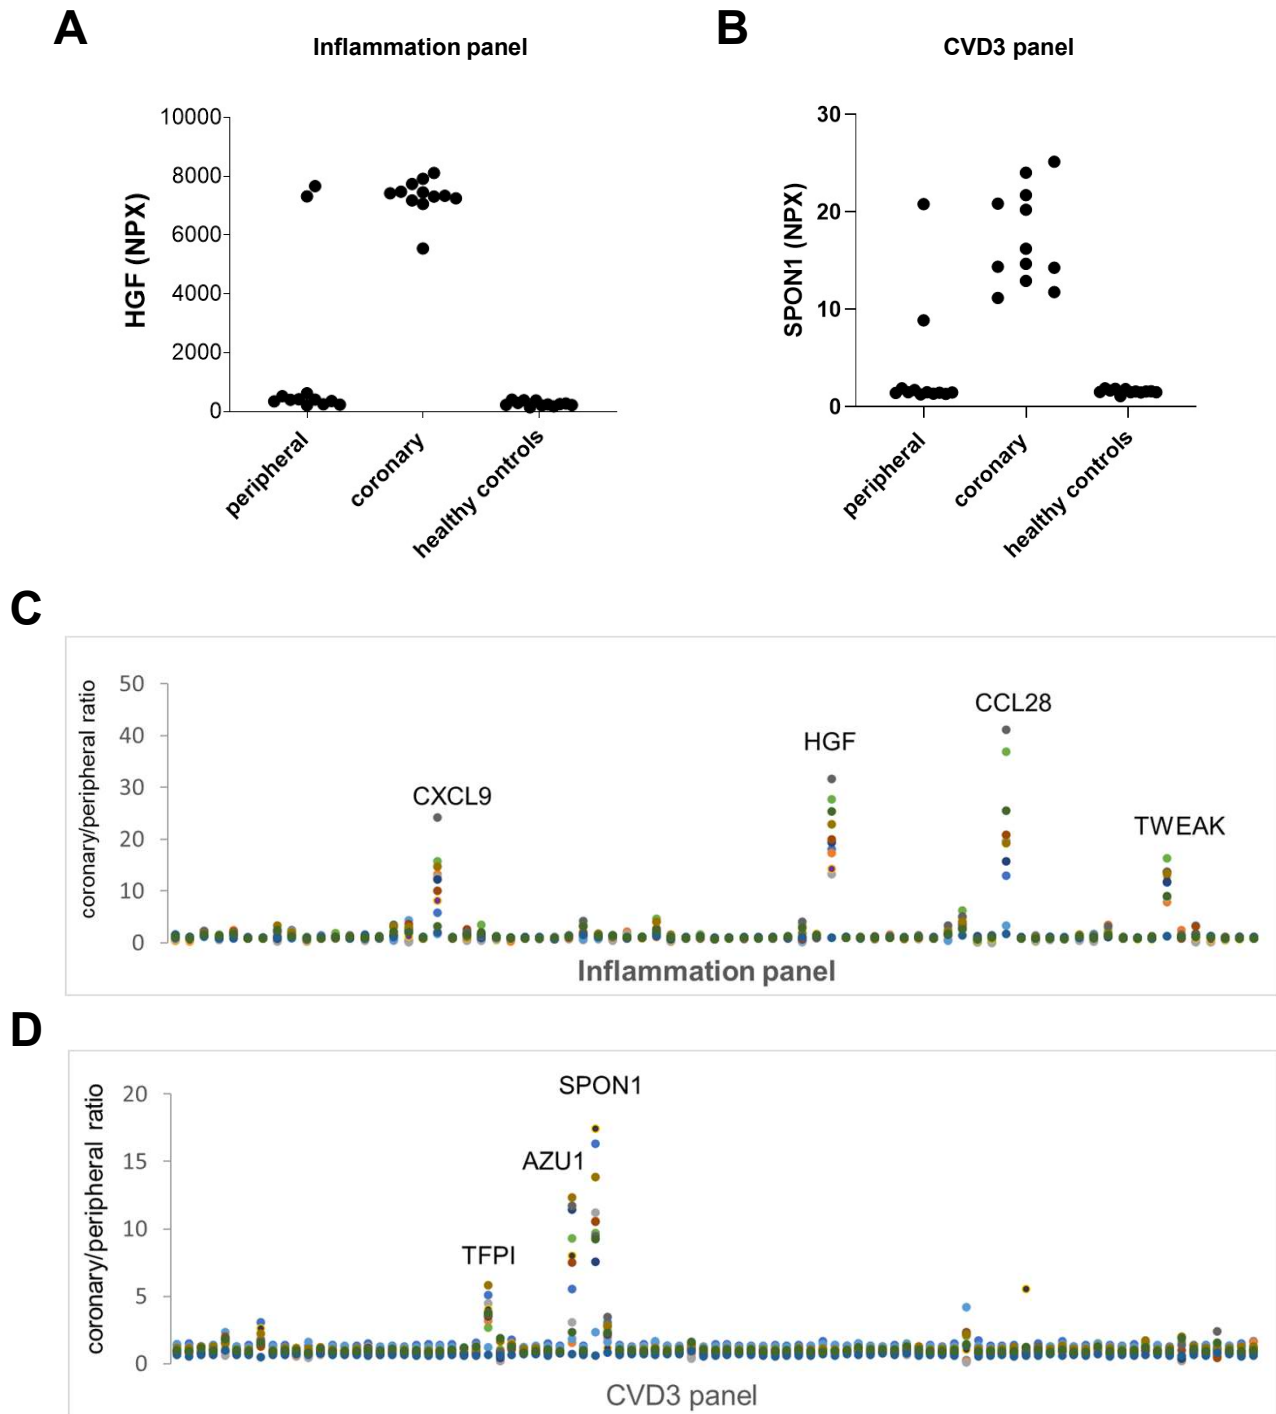 A
Inflammation panel
HGF (NPX)
10000
8000
6000
4000
2000
0
peripheral
coronary
healthy controls
B
CVD3 panel
SPON1 (NPX)
30
20
10
0
peripheral
coronary
healthy controls
C
coronary/peripheral ratio
50
40
30
20
10
0
CXCL9
HGF
CCL28
TWEAK
Inflammation panel
D
coronary/peripheral ratio
20
15
10
5
0
TFPI
AZU1
SPON1
CVD3 panel